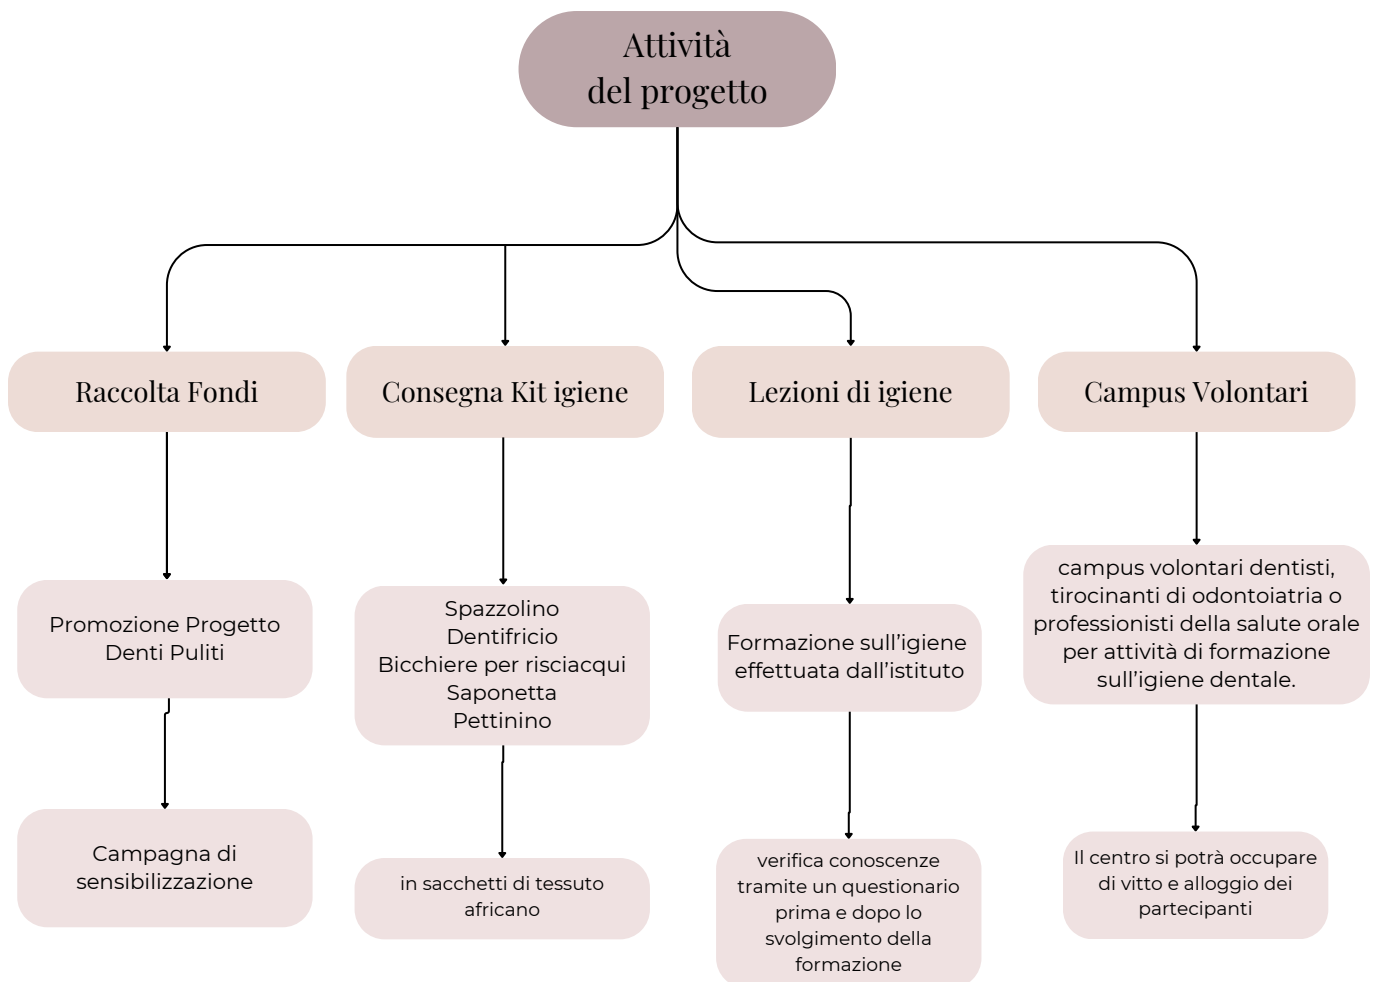 Attività
del progetto
Raccolta Fondi
Consegna Kit igiene
Lezioni di igiene
Campus Volontari
Promozione Progetto
Denti Puliti
Spazzolino
Dentifricio
Bicchiere per risciacqui
Saponetta
Pettinino
Formazione sull'igiene
effettuata dall'istituto
campus volontari dentisti,
tirocinanti di odontoiatria o
professionisti della salute orale
per attività di formazione
sull'igiene dentale.
Campagna di
sensibilizzazione
in sacchetti di tessuto
africano
verifica conoscenze
tramite un questionario
prima e dopo lo
svolgimento della
formazione
Il centro si potrà occupare
di vitto e alloggio dei
partecipanti